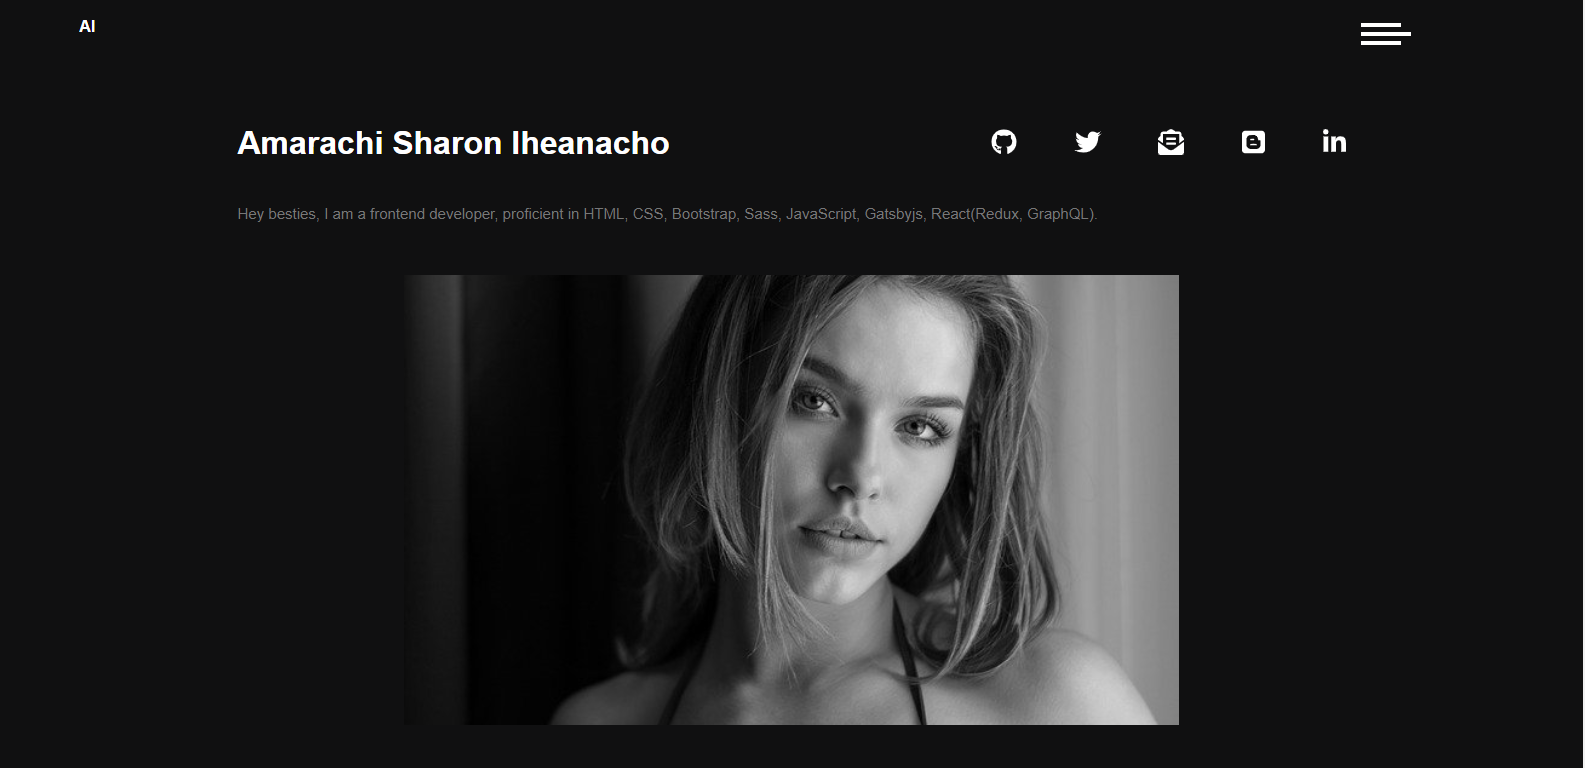 AI
Amarachi Sharon Iheanacho
Hey besties, I am a frontend developer, proficient in HTML, CSS, Bootstrap, Sass, JavaScript, Gatsbyjs, React(Redux, GraphQL).